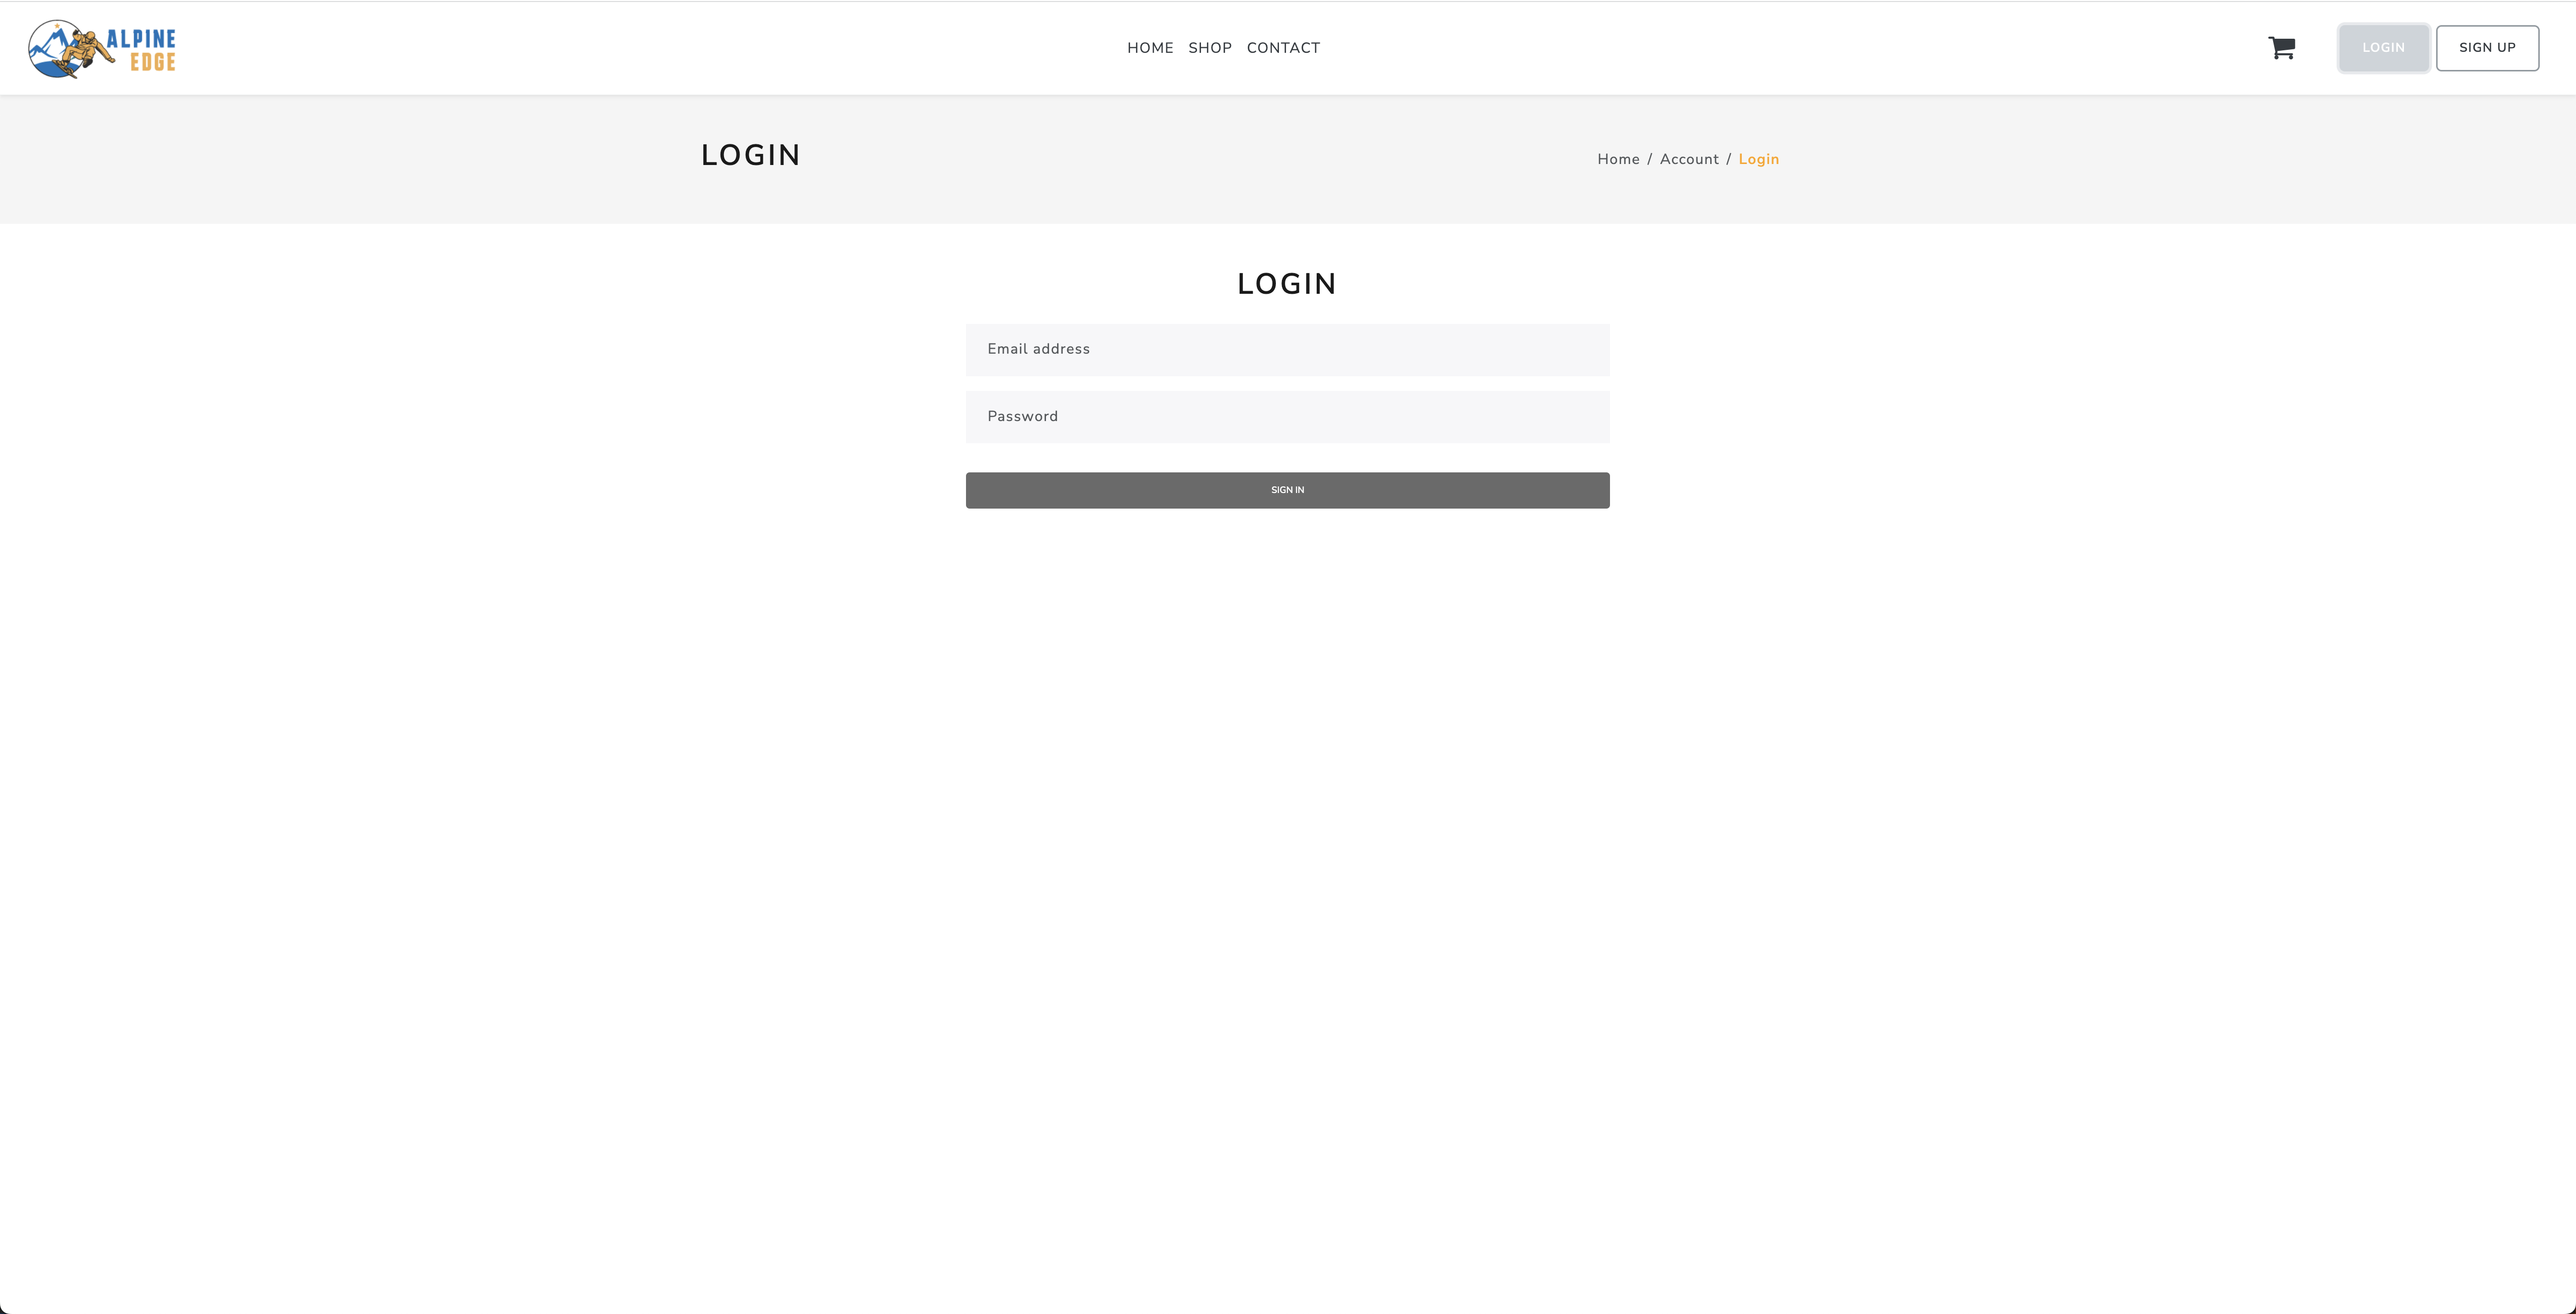 ALPINE
EDGE
HOME SHOP CONTACT
LOGIN SIGN UP
LOGIN
Home / Account / Login
LOGIN
Email address
Password
SIGN IN